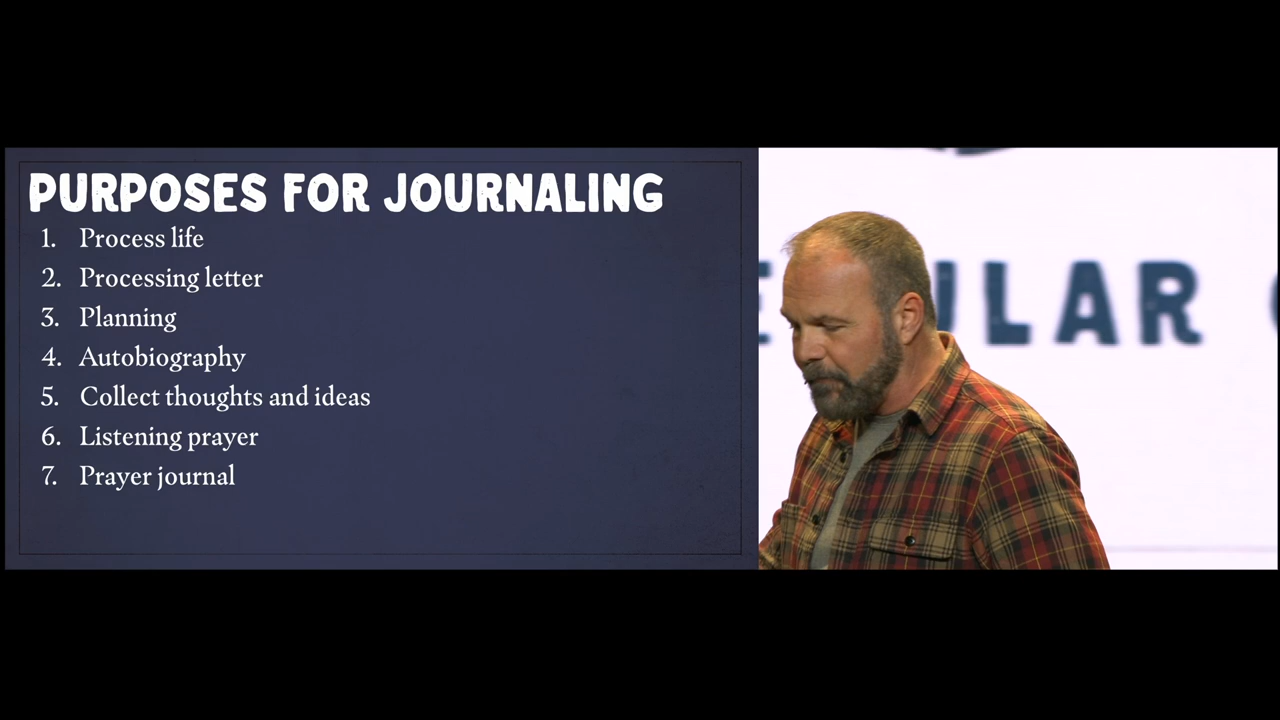 PURPOSES FOR JOURNALING
1. Process life
2. Processing letter
3. Planning
4. Autobiography
5. Collect thoughts and ideas
6. Listening prayer
7. Prayer journal
ULAR